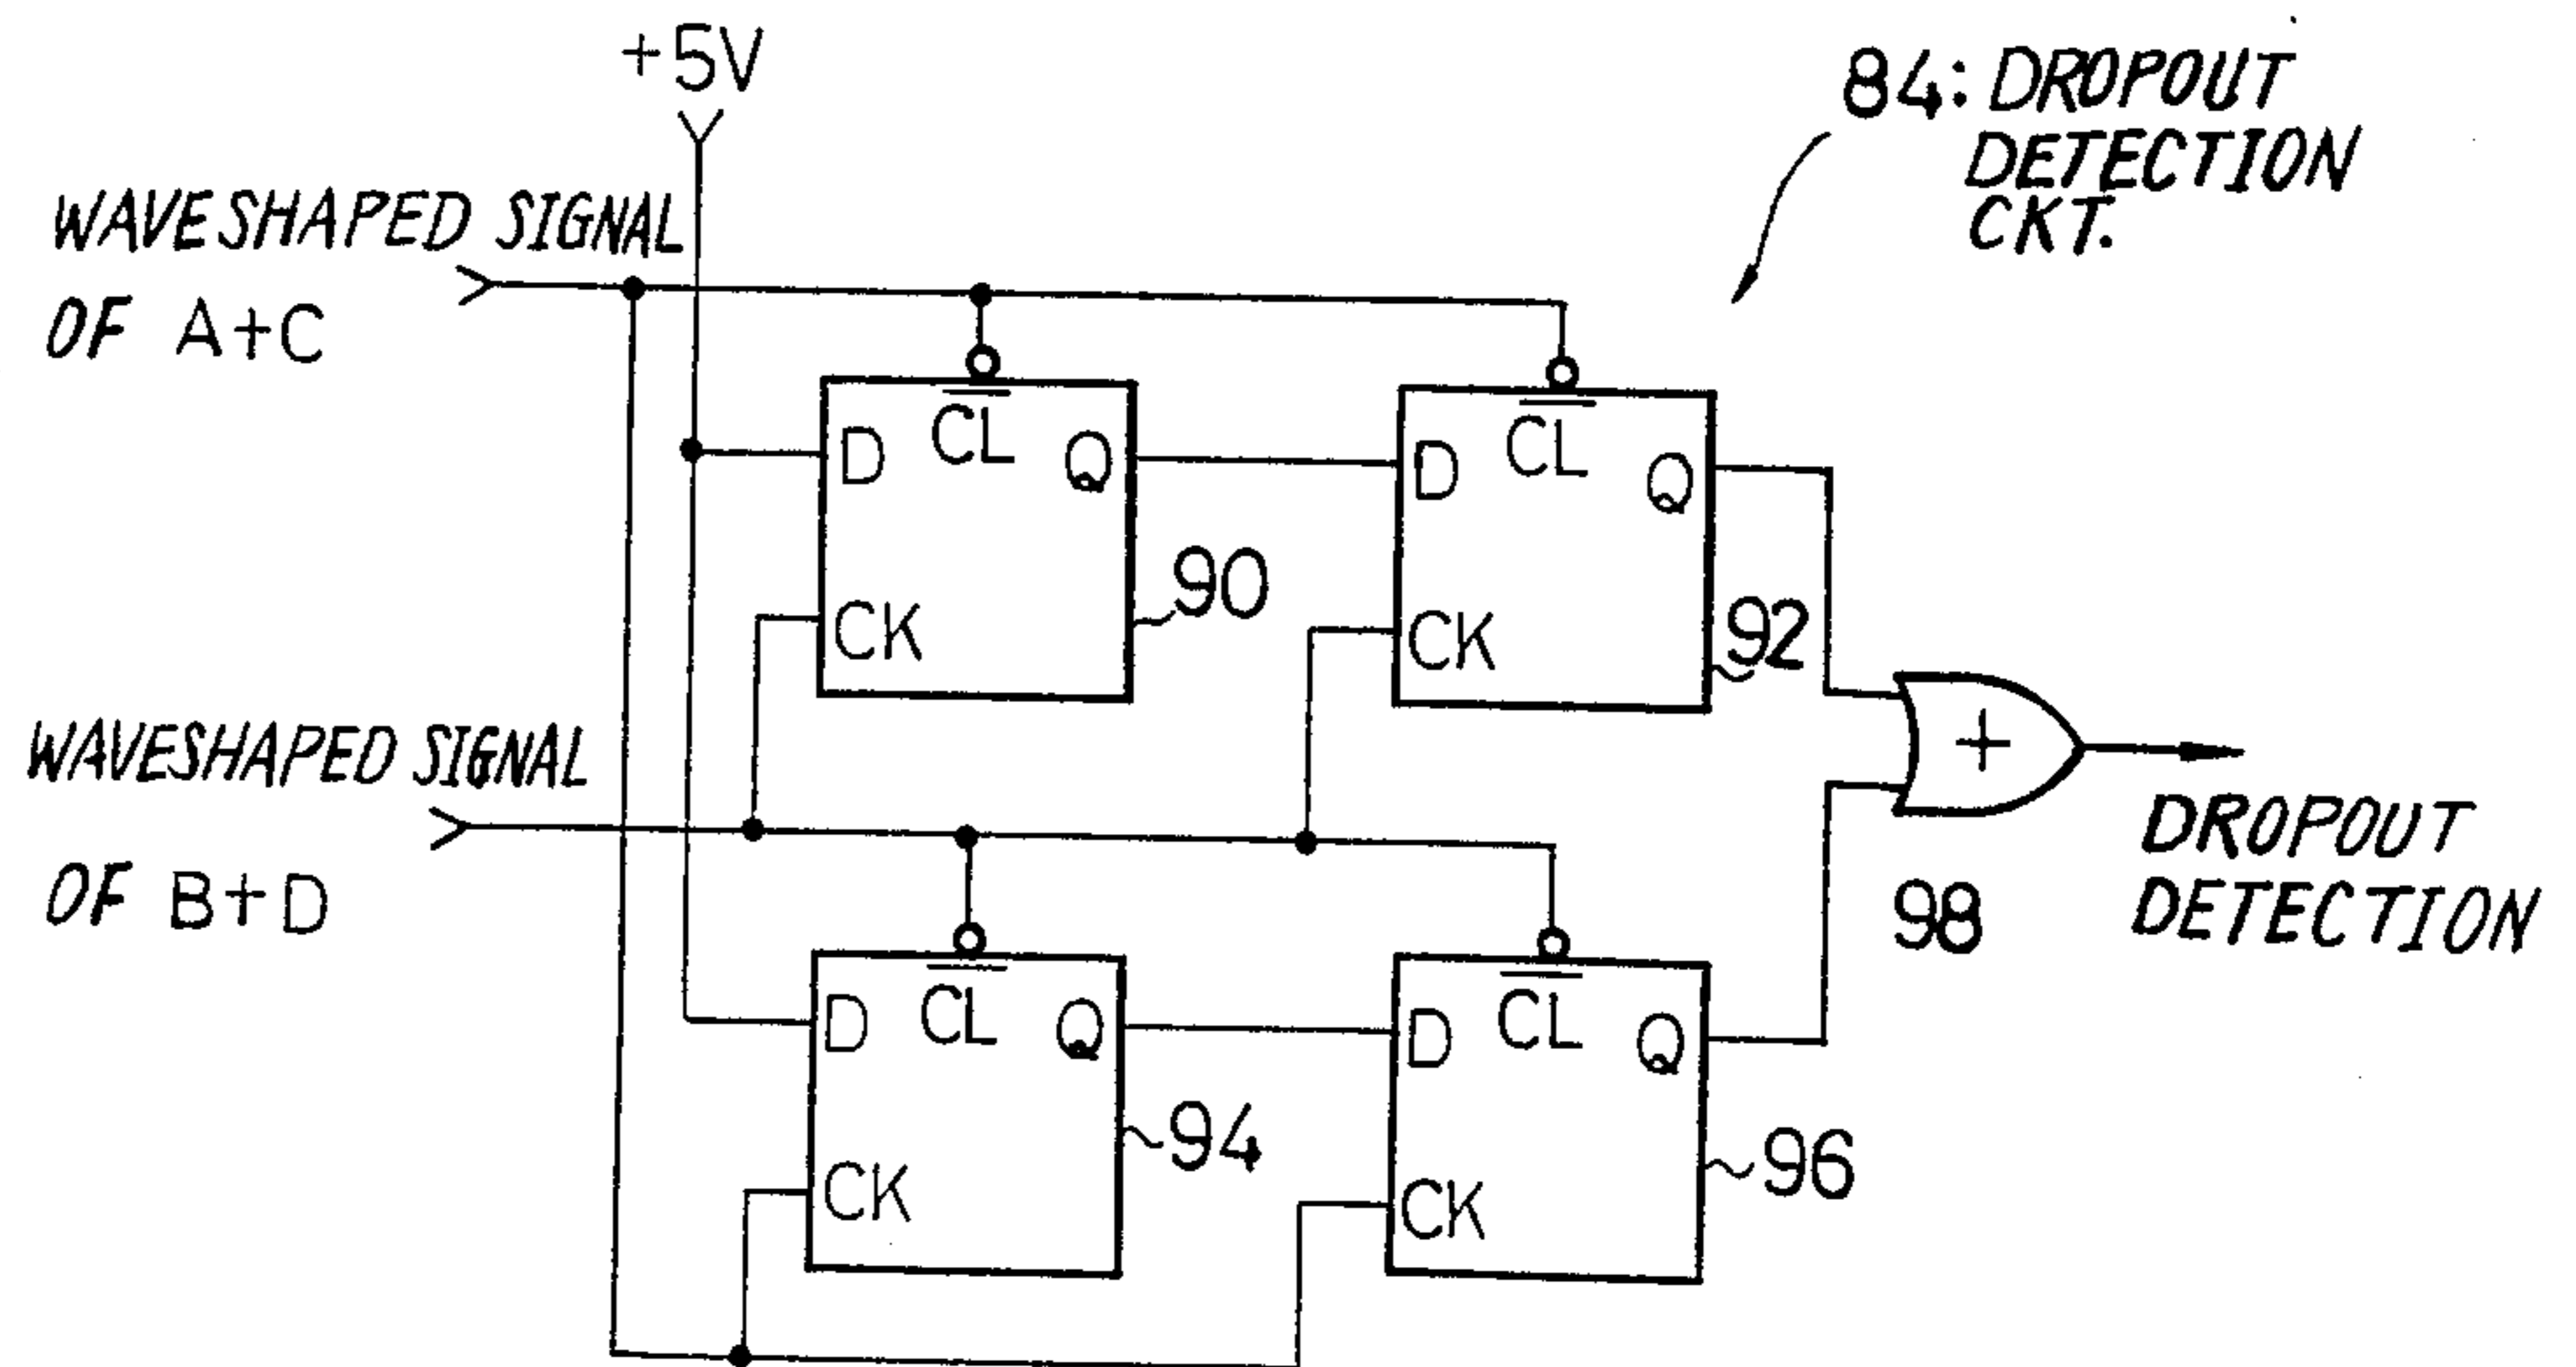 +5V
84: DROPOUT
DETECTION
CKT.
WAVESHAPED SIGNAL
OF A+C
D
CL
Q
CK
90
D
CL
Q
CK
92
WAVESHAPED SIGNAL
OF B+D
+
98
DROPOUT
DETECTION
D
CL
Q
CK
94
D
CL
Q
CK
96